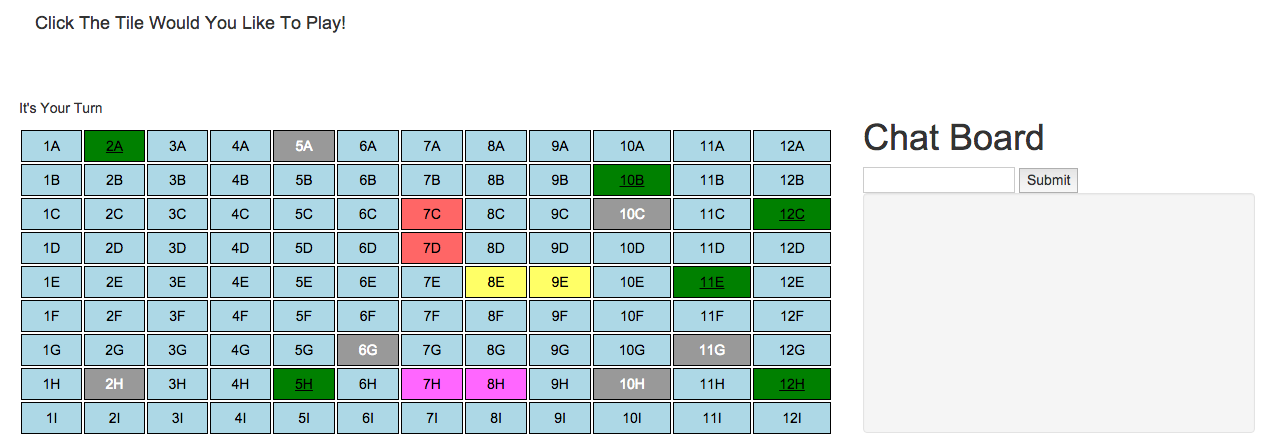 Click The Tile Would You Like To Play!
It's Your Turn
1A 2A 3A 4A 5A 6A 7A 8A 9A 10A 11A 12A
1B 2B 3B 4B 5B 6B 7B 8B 9B 10B 11B 12B
1C 2C 3C 4C 5C 6C 7C 8C 9C 10C 11C 12C
1D 2D 3D 4D 5D 6D 7D 8D 9D 10D 11D 12D
1E 2E 3E 4E 5E 6E 7E 8E 9E 10E 11E 12E
1F 2F 3F 4F 5F 6F 7F 8F 9F 10F 11F 12F
1G 2G 3G 4G 5G 6G 7G 8G 9G 10G 11G 12G
1H 2H 3H 4H 5H 6H 7H 8H 9H 10H 11H 12H
1I 2I 3I 4I 5I 6I 7I 8I 9I 10I 11I 12I
Chat Board
Submit